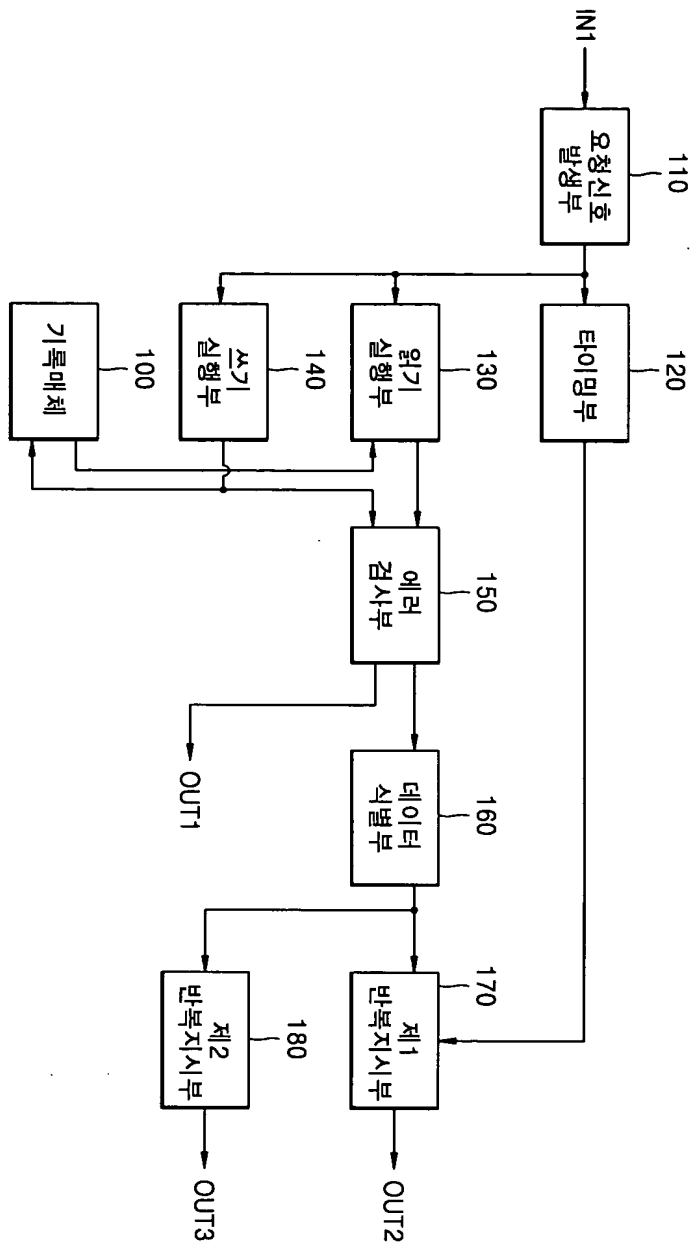 IN1
110
요청신호
발생부
120
타이밍부
130
읽기
실행부
140
쓰기
실행부
100
기록매체
150
에러
검사부
OUT1
160
데이터
식별부
170
제1
반복지시부
OUT2
180
제2
반복지시부
OUT3